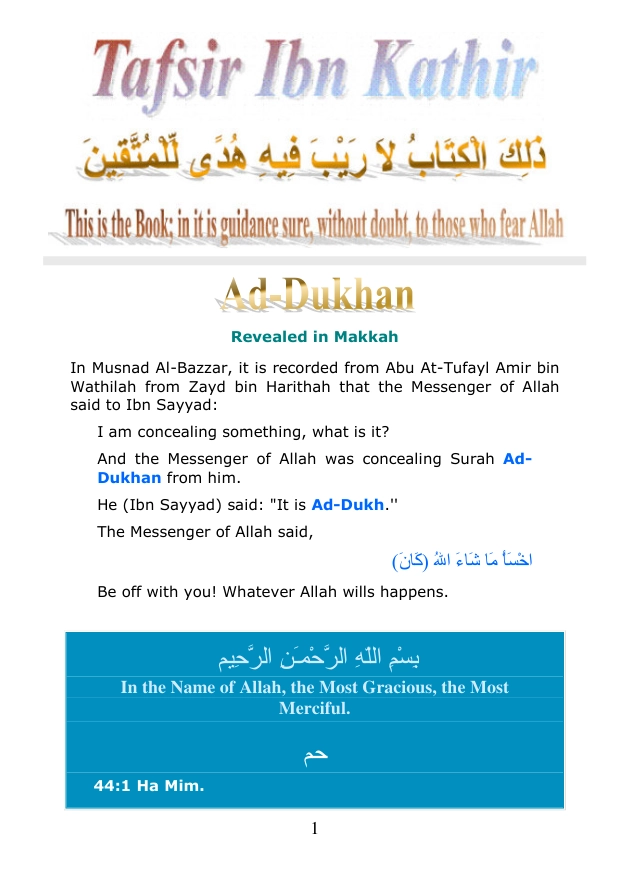 Tafsir Ibn Kathir
ذَلِكَ الْكِتَابُ لاَ رَيْبَ فِيهِ هُدًى لِّلْمُتَّقِينَ
This is the Book; in it is guidance sure, without doubt, to those who fear Allah
Ad-Dukhan
Revealed in Makkah
In Musnad Al-Bazzar, it is recorded from Abu At-Tufayl Amir bin
Wathilah from Zayd bin Harithah that the Messenger of Allah
said to Ibn Sayyad:
I am concealing something, what is it?
And the Messenger of Allah was concealing Surah Ad-
Dukhan from him.
He (Ibn Sayyad) said: "It is Ad-Dukh.''
The Messenger of Allah said,
اخْسَأْ مَا شَاءَ اللهُ (كَانَ)
Be off with you! Whatever Allah wills happens.
بِسْمِ اللّهِ الرَّحْمـَنِ الرَّحِيمِ
In the Name of Allah, the Most Gracious, the Most
Merciful.
حم
44:1 Ha Mim.
1